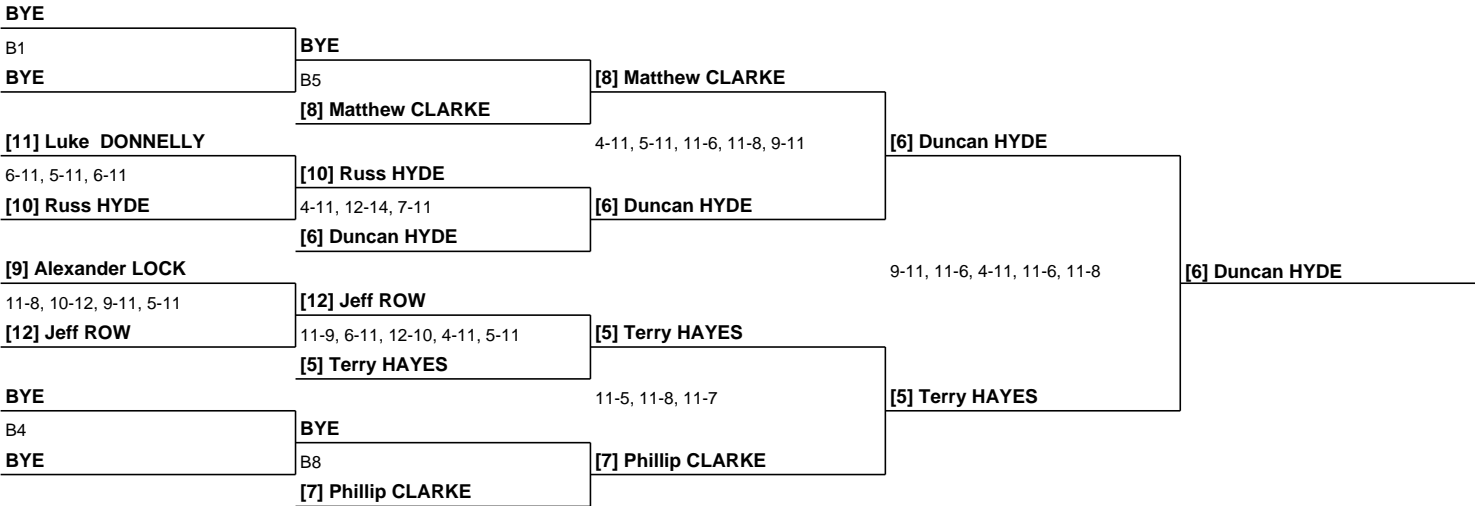 BYE
B1
BYE
BYE
B5
[8] Matthew CLARKE
[8] Matthew CLARKE
[11] Luke DONNELLY
4-11, 5-11, 11-6, 11-8, 9-11
[6] Duncan HYDE
6-11, 5-11, 6-11
[10] Russ HYDE
[10] Russ HYDE
4-11, 12-14, 7-11
[6] Duncan HYDE
[6] Duncan HYDE
[9] Alexander LOCK
9-11, 11-6, 4-11, 11-6, 11-8
[6] Duncan HYDE
11-8, 10-12, 9-11, 5-11
[12] Jeff ROW
[12] Jeff ROW
11-9, 6-11, 12-10, 4-11, 5-11
[5] Terry HAYES
[5] Terry HAYES
BYE
11-5, 11-8, 11-7
[5] Terry HAYES
B4
BYE
BYE
B8
[7] Phillip CLARKE
[7] Phillip CLARKE